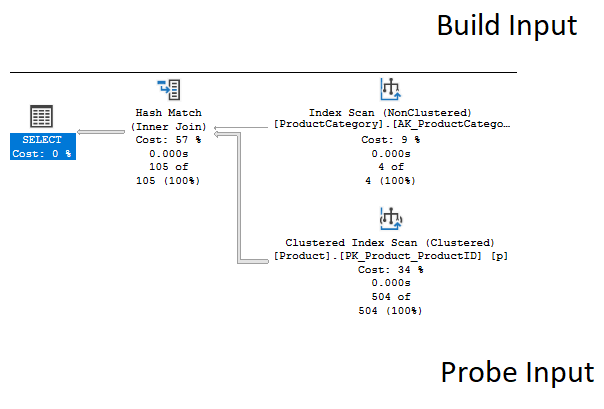 Build Input
Hash Match
(Inner Join)
Cost: 57 %
0.000s
105 of
105 (100%)
Index Scan (NonClustered)
[ProductCategory].[AK_ProductCatego…
Cost: 9 %
0.000s
4 of
4 (100%)
SELECT
Cost: 0 %
Clustered Index Scan (Clustered)
[Product].[PK_Product_ProductID] [p]
Cost: 34 %
0.000s
504 of
504 (100%)
Probe Input